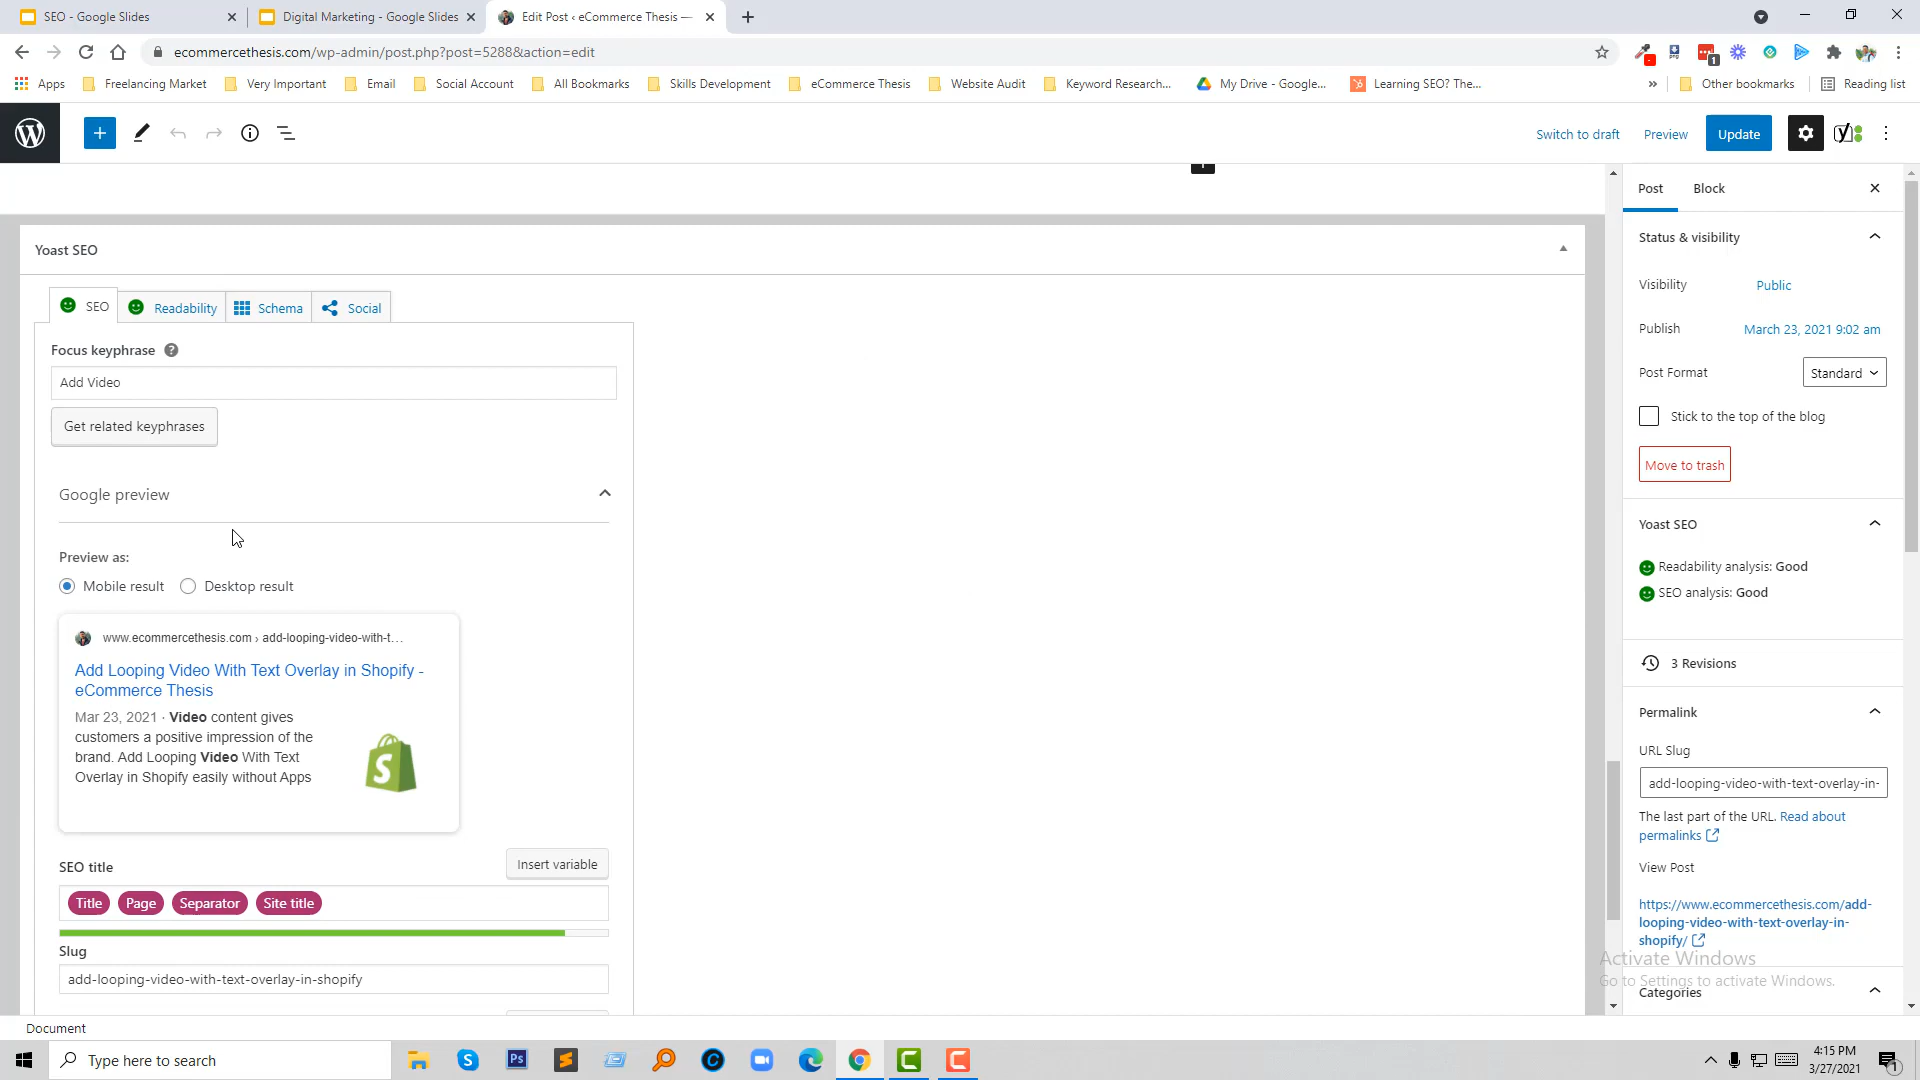 SEO - Google Slides
Digital Marketing - Google Slides
Edit Post ‹ eCommerce Thesis —
ecommercethesis.com/wp-admin/post.php?post=5288&action=edit
Apps
Freelancing Market
Very Important
Email
Social Account
All Bookmarks
Skills Development
eCommerce Thesis
Website Audit
Keyword Research...
My Drive - Google...
Learning SEO? The...
»
Other bookmarks
Reading list
Switch to draft
Preview
Update
Post
Block
Yoast SEO
SEO
Readability
Schema
Social
Focus keyphrase
Add Video
Get related keyphrases
Google preview
Preview as:
Mobile result
Desktop result
www.ecommercethesis.com › add-looping-video-with-t...
Add Looping Video With Text Overlay in Shopify -
eCommerce Thesis
Mar 23, 2021 · Video content gives
customers a positive impression of the
brand. Add Looping Video With Text
Overlay in Shopify easily without Apps
SEO title
Insert variable
Title Page Separator Site title
Slug
add-looping-video-with-text-overlay-in-shopify
Document
Status & visibility
Visibility
Public
Publish
March 23, 2021 9:02 am
Post Format
Standard
Stick to the top of the blog
Move to trash
Yoast SEO
Readability analysis: Good
SEO analysis: Good
3 Revisions
Permalink
URL Slug
add-looping-video-with-text-overlay-in-
The last part of the URL. Read about
permalinks
View Post
https://www.ecommercethesis.com/add-
looping-video-with-text-overlay-in-
shopify/
Activate Windows
Go to Settings to activate Windows.
Categories
Type here to search
4:15 PM
3/27/2021